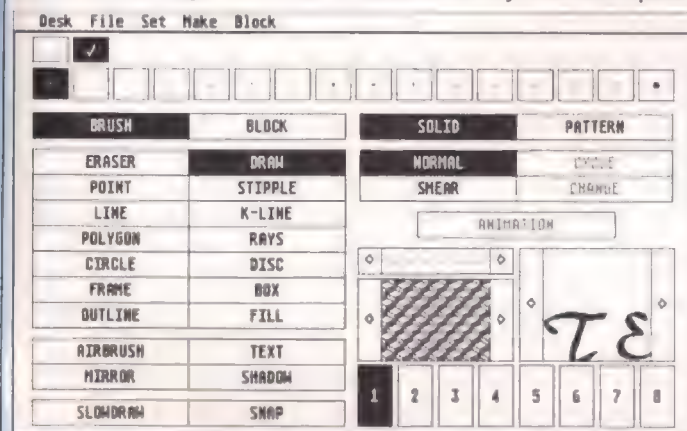 Desk File Set Make Block
BRUSH BLOCK SOLID PATTERN
ERASER DRAW NORMAL CYCLE
POINT STIPPLE SMEAR CHANGE
LINE K-LINE
ANIMATION
POLYGON RAYS
CIRCLE DISC
FRAME BOX
OUTLINE FILL
AIRBRUSH TEXT
MIRROR SHADOW
1 2 3 4 5 6 7 8
SLOWDRAW SNAP